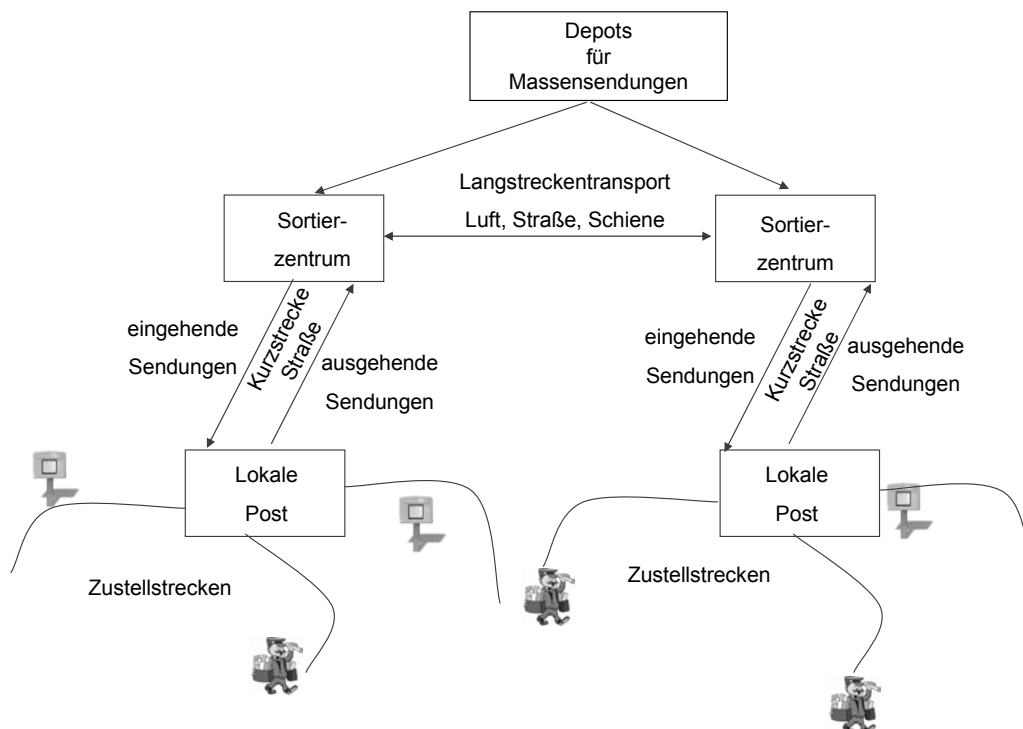 Depots
für
Massensendungen
Langstreckentransport
Luft, Straße, Schiene
Sortier-
zentrum
Sortier-
zentrum
eingehende
Sendungen
Kurzstrecke
Straße
ausgehende
Sendungen
eingehende
Sendungen
Kurzstrecke
Straße
ausgehende
Sendungen
Lokale
Post
Lokale
Post
Zustellstrecken
Zustellstrecken